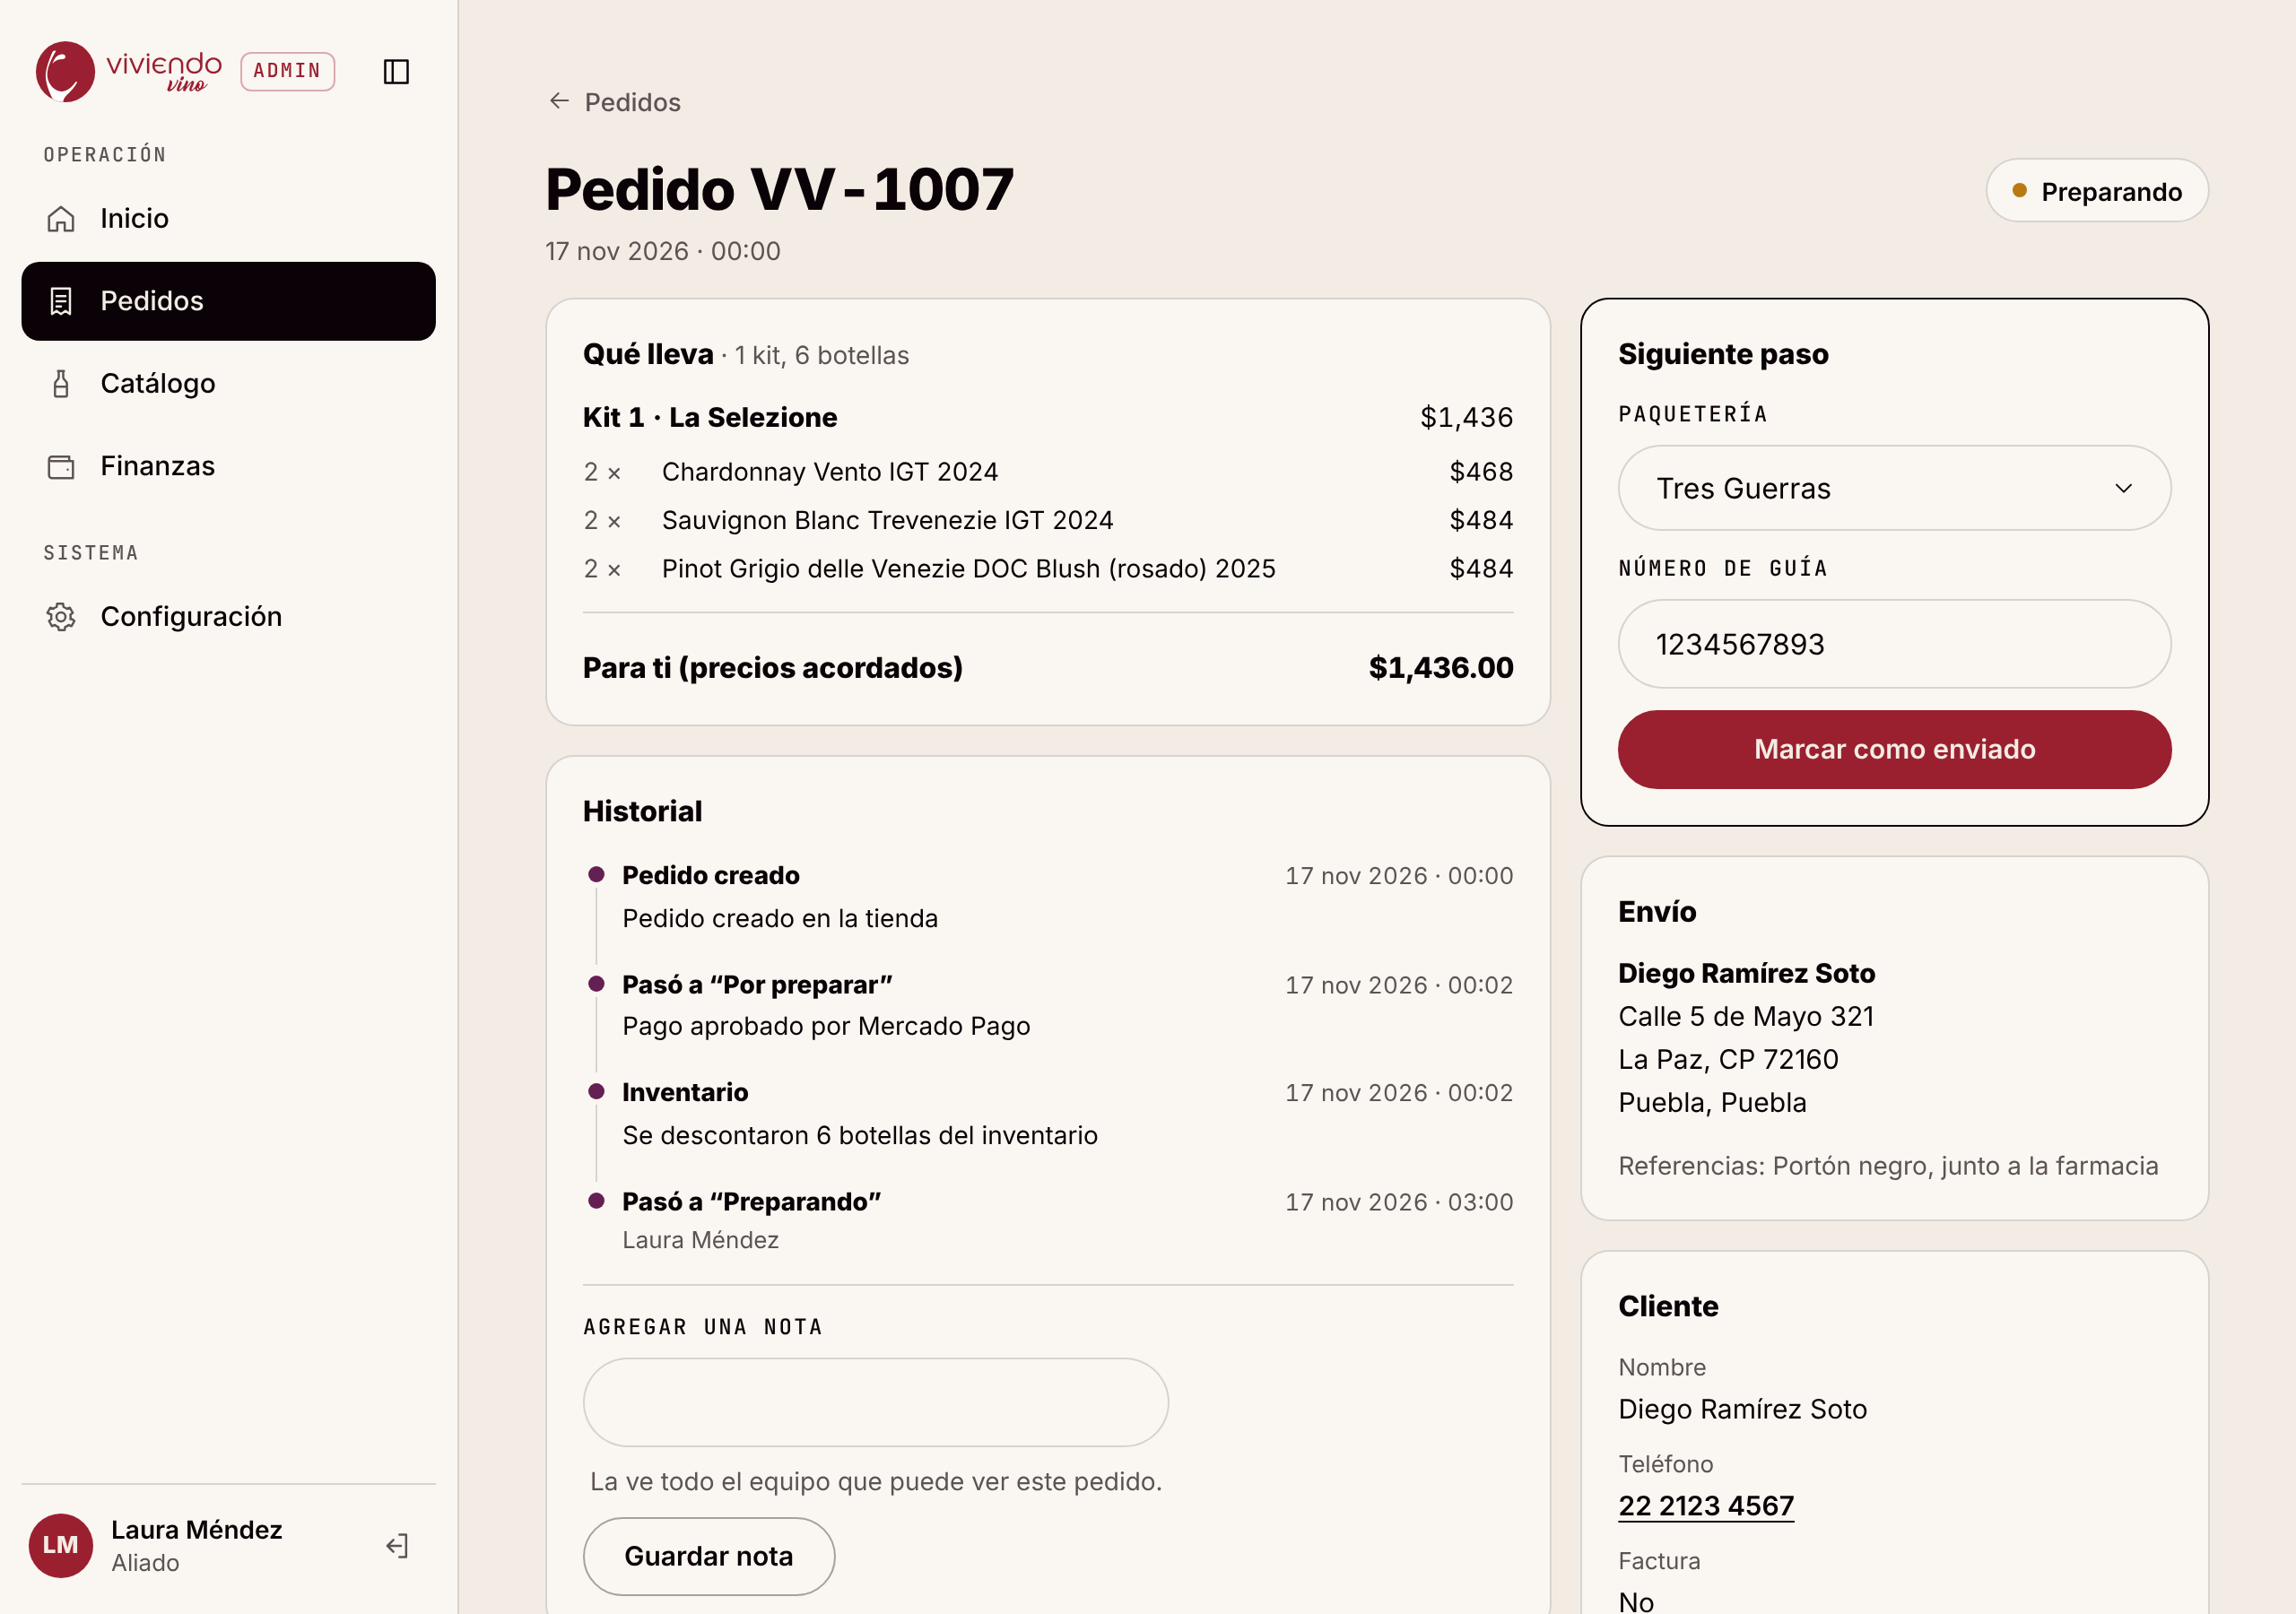 viviendo
vino
ADMIN
OPERACIÓN
Inicio
Pedidos
Catálogo
Finanzas
SISTEMA
Configuración
LM
Laura Méndez
Aliado
← Pedidos
Pedido VV-1007
17 nov 2026 · 00:00
Preparando
Qué lleva · 1 kit, 6 botellas
Kit 1 · La Selezione $1,436
2 × Chardonnay Vento IGT 2024 $468
2 × Sauvignon Blanc Trevenezie IGT 2024 $484
2 × Pinot Grigio delle Venezie DOC Blush (rosado) 2025 $484
Para ti (precios acordados) $1,436.00
Historial
Pedido creado 17 nov 2026 · 00:00
Pedido creado en la tienda
Pasó a “Por preparar” 17 nov 2026 · 00:02
Pago aprobado por Mercado Pago
Inventario 17 nov 2026 · 00:02
Se descontaron 6 botellas del inventario
Pasó a “Preparando” 17 nov 2026 · 03:00
Laura Méndez
AGREGAR UNA NOTA
La ve todo el equipo que puede ver este pedido.
Guardar nota
Siguiente paso
PAQUETERÍA
Tres Guerras
NÚMERO DE GUÍA
1234567893
Marcar como enviado
Envío
Diego Ramírez Soto
Calle 5 de Mayo 321
La Paz, CP 72160
Puebla, Puebla
Referencias: Portón negro, junto a la farmacia
Cliente
Nombre
Diego Ramírez Soto
Teléfono
22 2123 4567
Factura
No